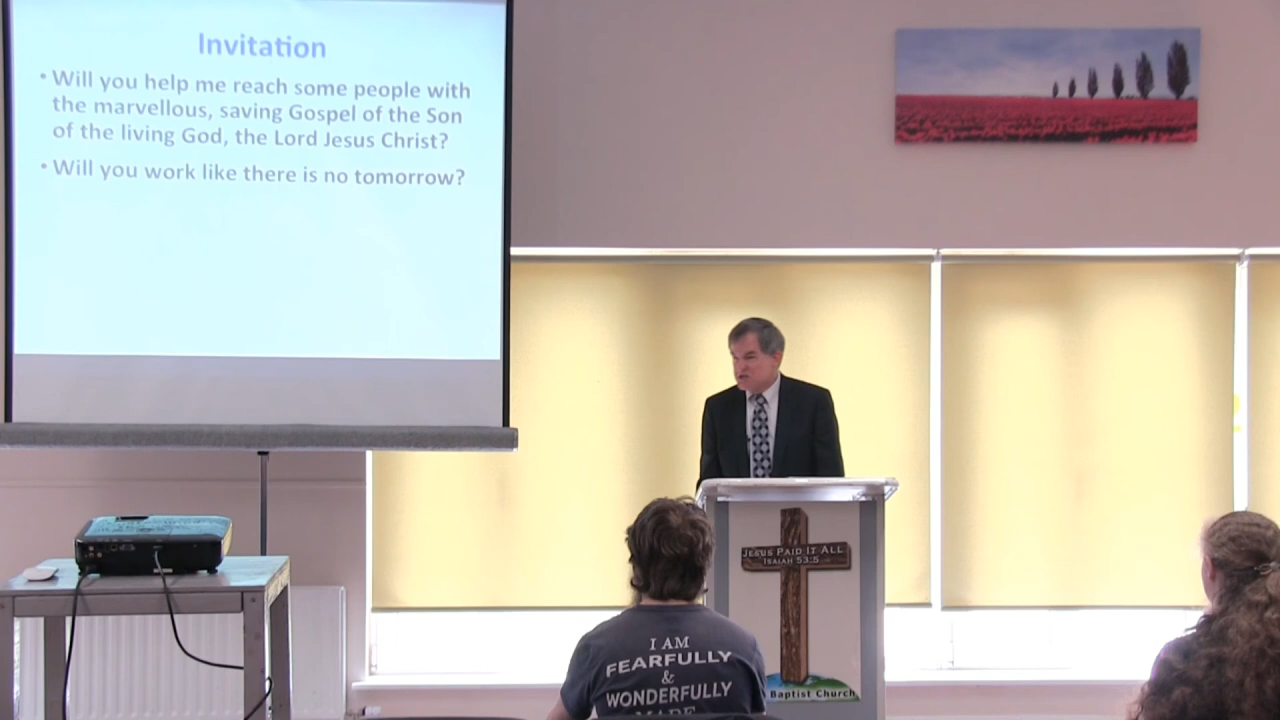 Invitation
• Will you help me reach some people with
the marvellous, saving Gospel of the Son
of the living God, the Lord Jesus Christ?
• Will you work like there is no tomorrow?
JESUS PAID IT ALL
ISAIAH 53:5
Baptist Church
I AM
FEARFULLY
&
WONDERFULLY
MADE